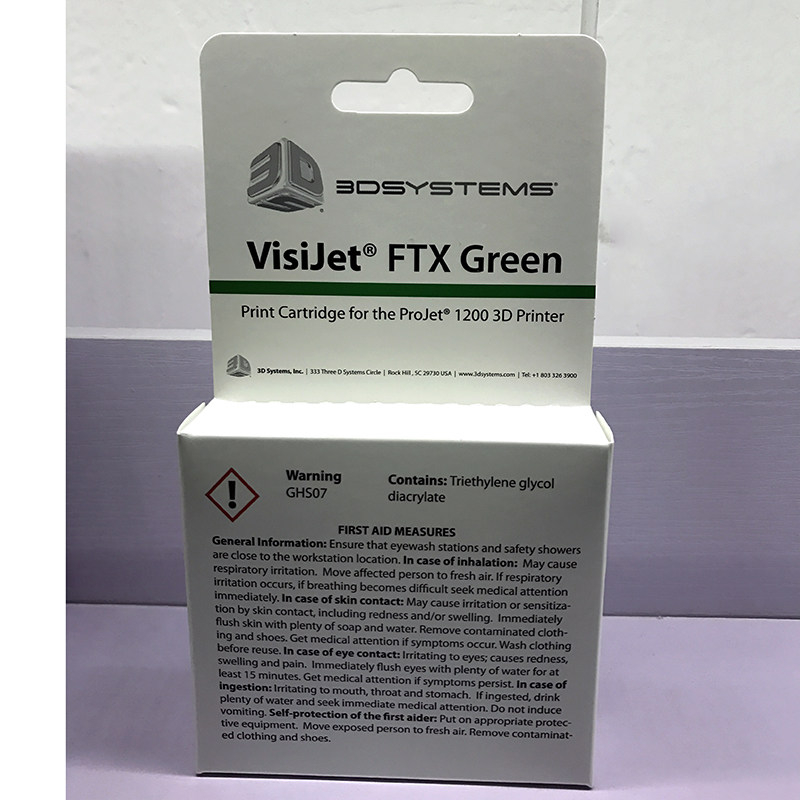 3DSYSTEMS®
VisiJet® FTX Green
Print Cartridge for the ProJet® 1200 3D Printer
3D Systems, Inc. | 333 Three D Systems Circle | Rock Hill , SC 29730 USA | www.3dsystems.com | Tel: +1 803 326 3900
Warning
GHS07
Contains: Triethylene glycol
diacrylate
FIRST AID MEASURES
General Information: Ensure that eyewash stations and safety showers
are close to the workstation location. In case of inhalation: May cause
respiratory irritation. Move affected person to fresh air. If respiratory
irritation occurs, if breathing becomes difficult seek medical attention
immediately. In case of skin contact: May cause irritation or sensitiza-
tion by skin contact, including redness and/or swelling. Immediately
flush skin with plenty of soap and water. Remove contaminated cloth-
ing and shoes. Get medical attention if symptoms occur. Wash clothing
before reuse. In case of eye contact: Irritating to eyes; causes redness,
swelling and pain. Immediately flush eyes with plenty of water for at
least 15 minutes. Get medical attention if symptoms persist. In case of
ingestion: Irritating to mouth, throat and stomach. If ingested, drink
plenty of water and seek immediate medical attention. Do not induce
vomiting. Self-protection of the first aider: Put on appropriate protec-
tive equipment. Move exposed person to fresh air. Remove contaminat-
ed clothing and shoes.